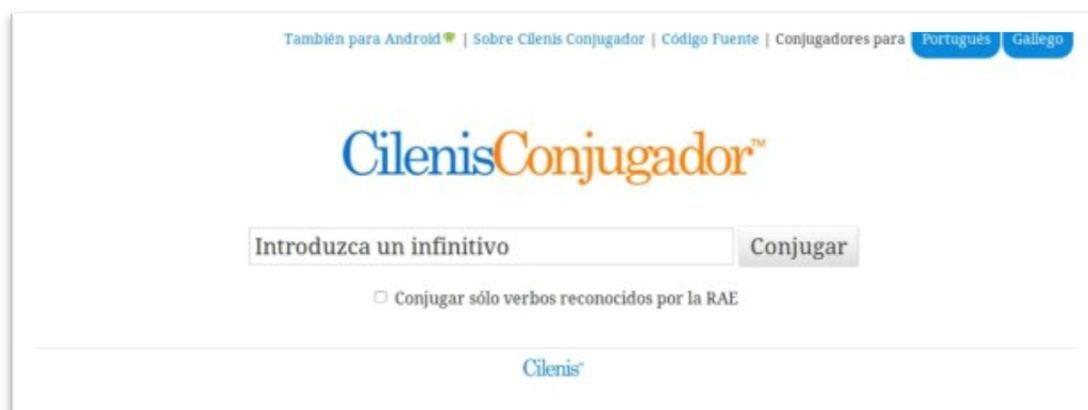 También para Android | Sobre Cilenis Conjugador | Código Fuente | Conjugadores para Portugués Gallego
CilenisConjugador™
Introduzca un infinitivo Conjugar
Conjugar sólo verbos reconocidos por la RAE
Cilenis™